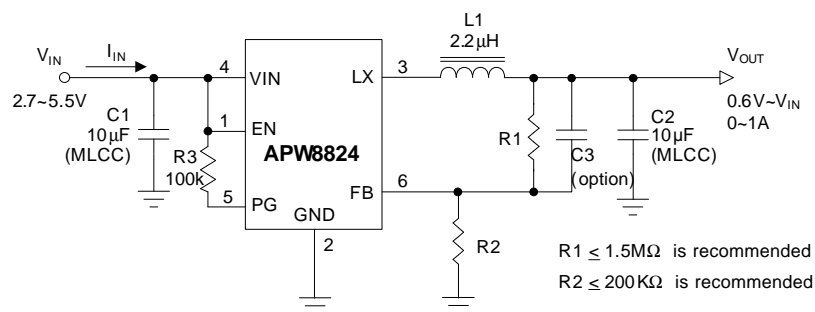 L1
2.2μH
VIN
IIN
VOUT
4
VIN
LX
3
2.7~5.5V
0.6V~VIN
0~1A
C1
10μF
(MLCC)
1
EN
R3
100k
APW8824
R1
C3
(option)
C2
10μF
(MLCC)
5
PG
FB
6
GND
2
R2
R1 ≤ 1.5MΩ is recommended
R2 ≤ 200KΩ is recommended